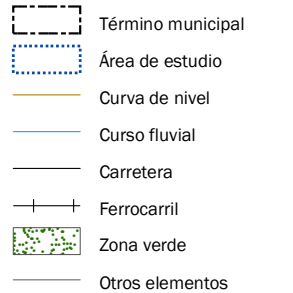 Término municipal
Área de estudio
Curva de nivel
Curso fluvial
Carretera
Ferrocarril
Zona verde
Otros elementos